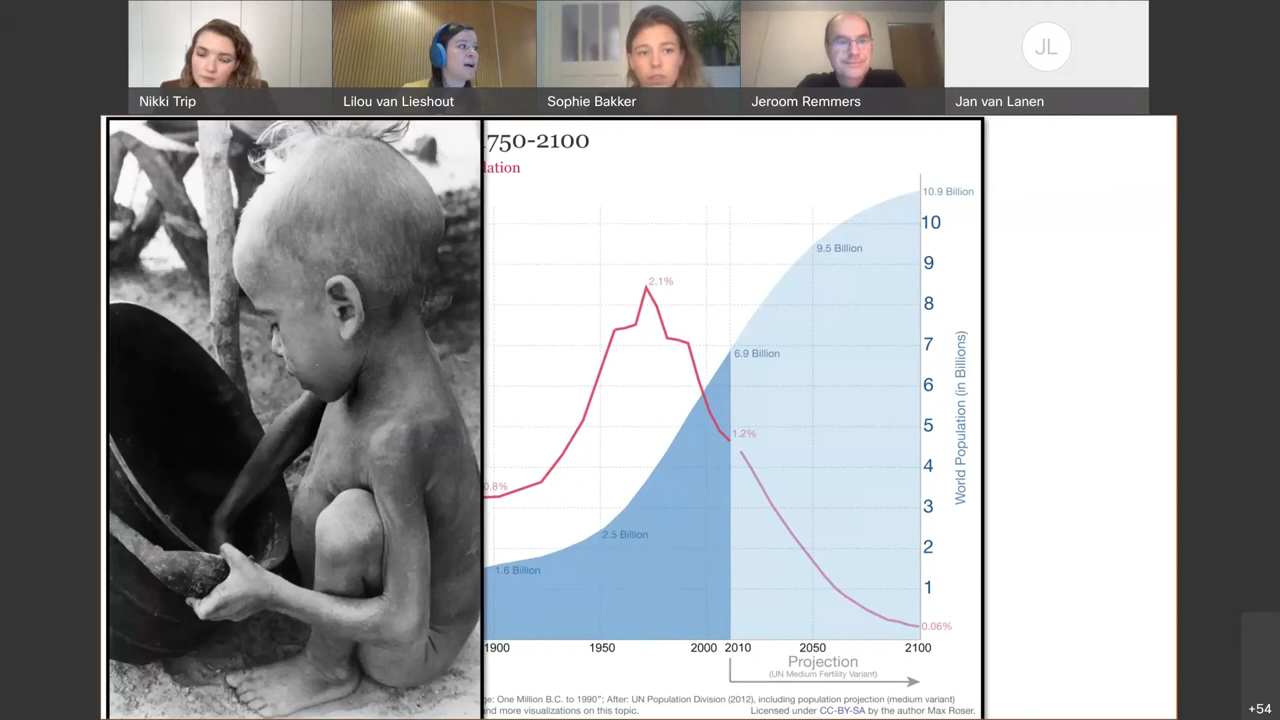 Nikki Trip
Lilou van Lieshout
Sophie Bakker
Jeroom Remmers
JL
Jan van Lanen
750-2100
lation
10.9 Billion
10
9.5 Billion
9
2.1%
8
7
6.9 Billion
6
5
1.2%
4
World Population (in Billions)
0.8%
3
2.5 Billion
2
1.6 Billion
1
0.06%
1900 1950 2000 2010 2050 2100
Projection
(UN Medium Fertility Variant)
ge: One Million B.C. to 1990"; After: UN Population Division (2012), including population projection (medium variant)
nd more visualizations on this topic. Licensed under CC-BY-SA by the author Max Roser.
+54